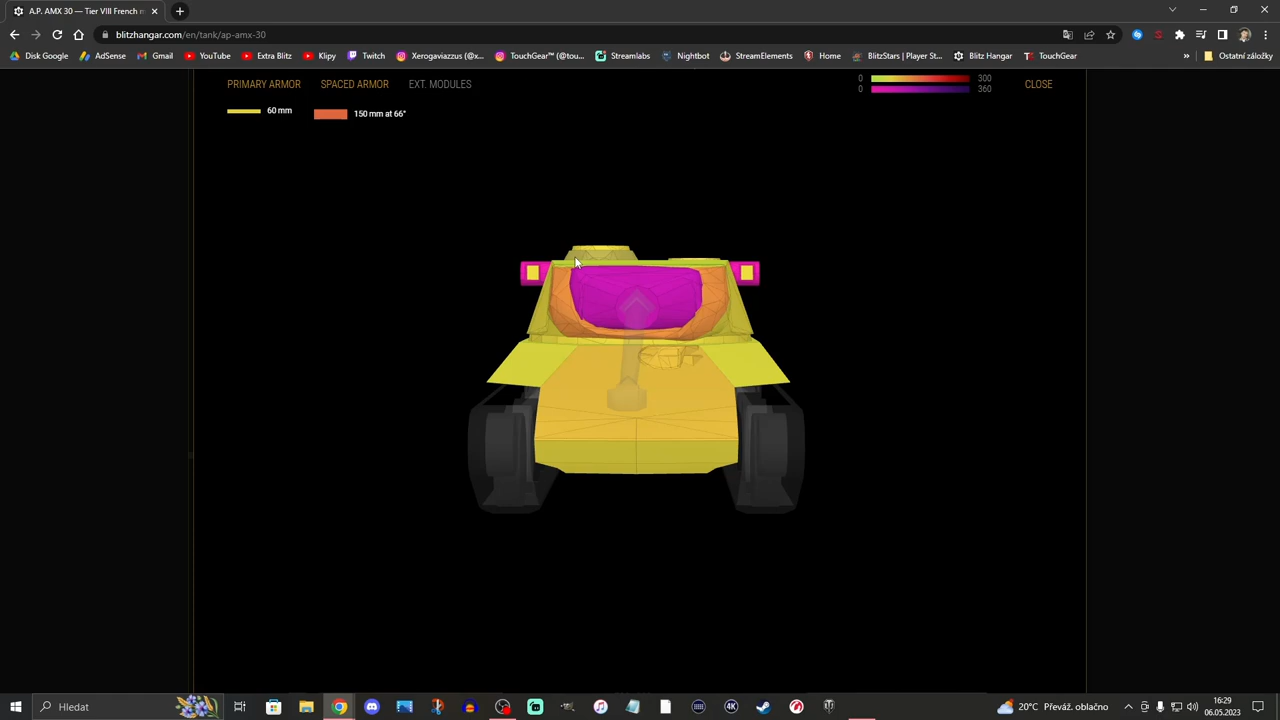 A.P. AMX 30 — Tier VIII French m
blitzhangar.com/en/tank/ap-amx-30
Disk Google
AdSense
Gmail
YouTube
Extra Blitz
Klipy
Twitch
Xerogaviazzus (@x...
TouchGear™ (@tou...
Streamlabs
Nightbot
StreamElements
Home
BlitzStars | Player St...
Blitz Hangar
TouchGear
»
Ostatní záložky
PRIMARY ARMOR
SPACED ARMOR
EXT. MODULES
0
300
0
360
CLOSE
60 mm
150 mm at 66°
Hledat
4K
20°C Převáž. oblačno
16:29
06.05.2023